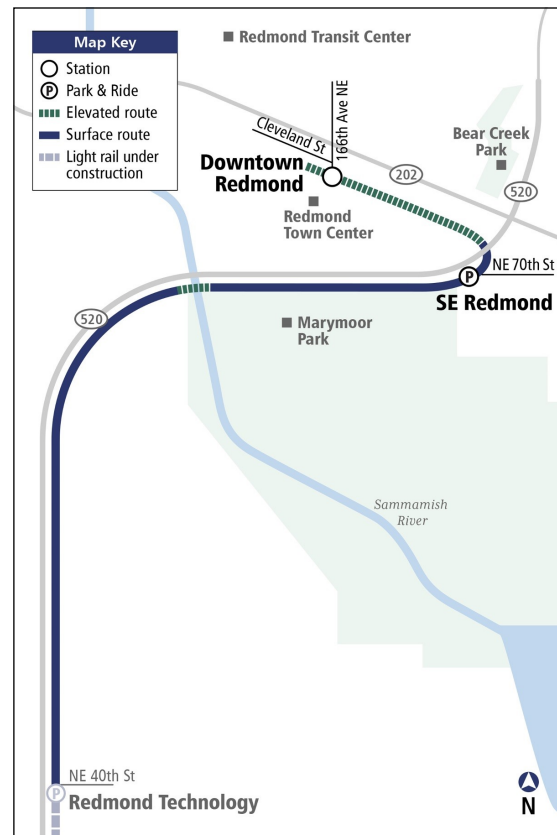 Map Key
Station
P
Park & Ride
Elevated route
Surface route
Light rail under
construction
Redmond Transit Center
166th Ave NE
Cleveland St
Downtown
Redmond
202
Bear Creek
Park
520
Redmond
Town Center
NE 70th St
P
SE Redmond
520
Marymoor
Park
Sammamish
River
NE 40th St
P
Redmond Technology
N